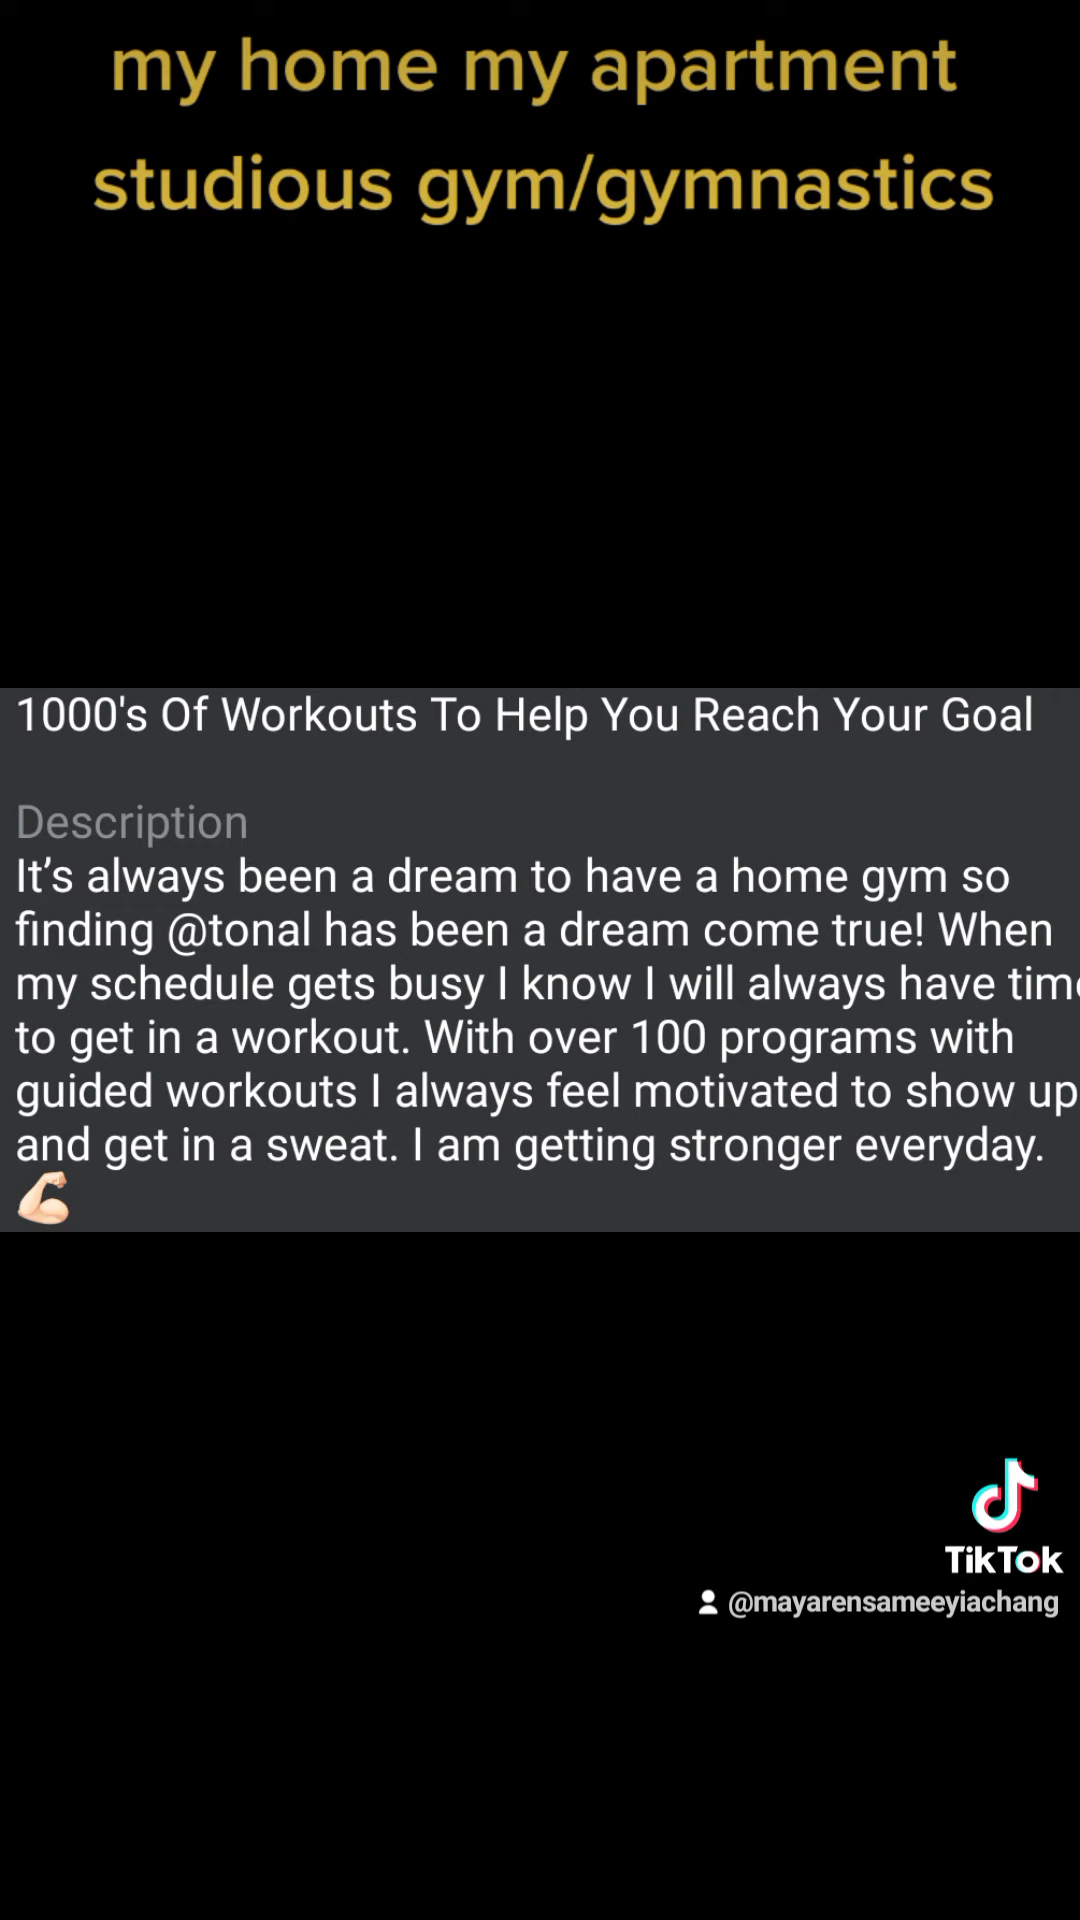 my home my apartment
studious gym/gymnastics
1000's Of Workouts To Help You Reach Your Goal
Description
It’s always been a dream to have a home gym so
finding @tonal has been a dream come true! When
my schedule gets busy I know I will always have time
to get in a workout. With over 100 programs with
guided workouts I always feel motivated to show up
and get in a sweat. I am getting stronger everyday.
💪🏻
TikTok
@mayarensameeyiachang